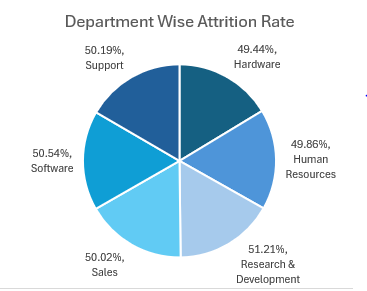 Department Wise Attrition Rate
50.19%,
Support
49.44%,
Hardware
50.54%,
Software
49.86%,
Human
Resources
50.02%,
Sales
51.21%,
Research &
Development